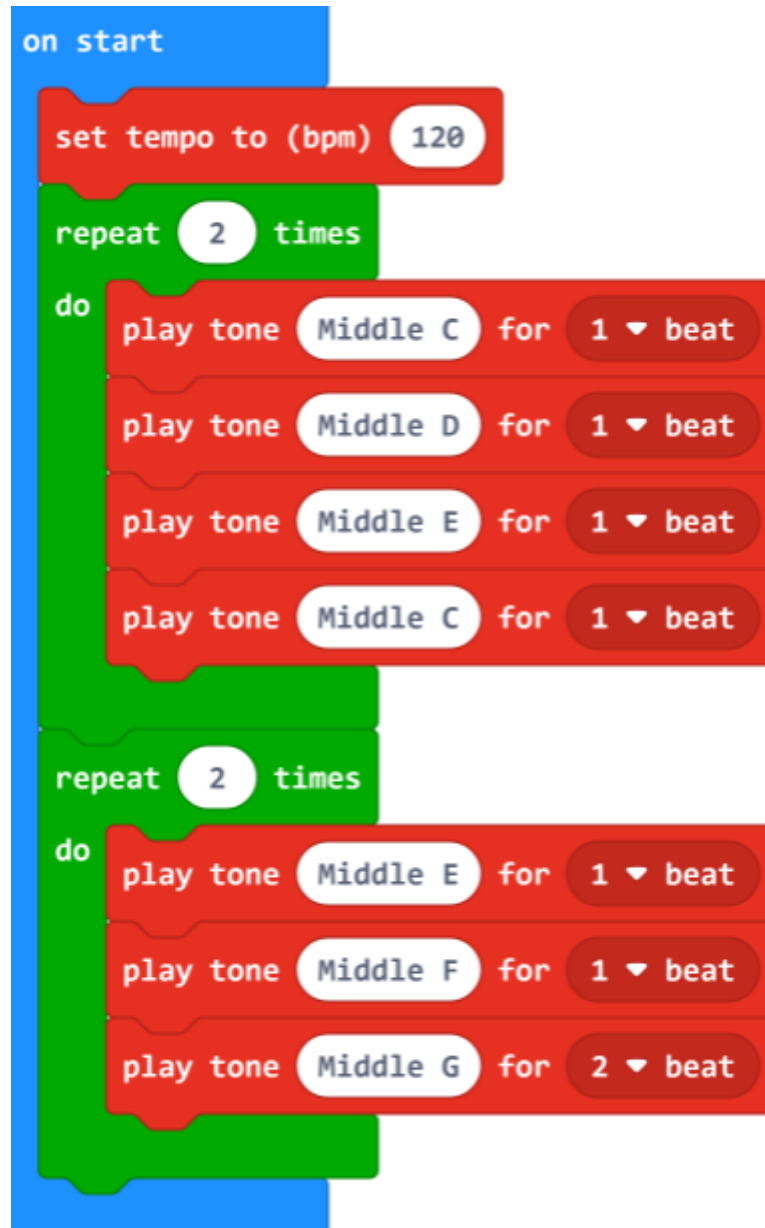 on start
set tempo to (bpm) 120
repeat 2 times
do
play tone Middle C for 1 beat
play tone Middle D for 1 beat
play tone Middle E for 1 beat
play tone Middle C for 1 beat
repeat 2 times
do
play tone Middle E for 1 beat
play tone Middle F for 1 beat
play tone Middle G for 2 beat